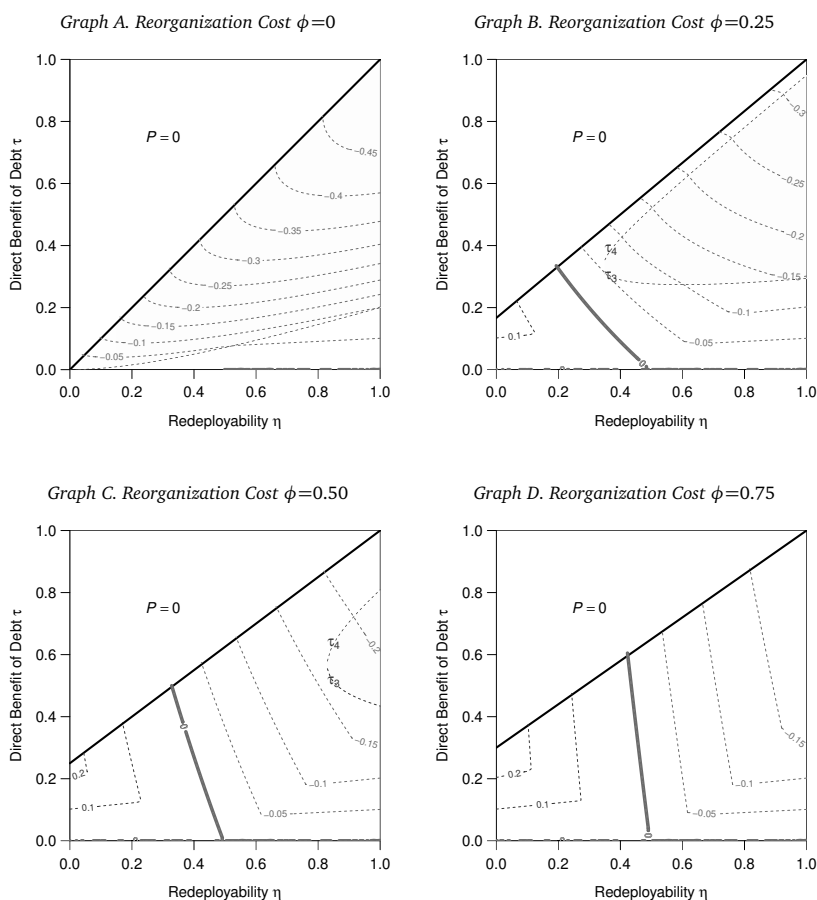 Graph A. Reorganization Cost ϕ=0
Graph B. Reorganization Cost ϕ=0.25
Direct Benefit of Debt τ
1.0
0.8
0.6
0.4
0.2
0.0
P = 0
−0.45
−0.4
−0.35
−0.3
−0.25
−0.2
−0.15
−0.1
−0.05
0.0 0.2 0.4 0.6 0.8 1.0
Redeployability η
Direct Benefit of Debt τ
1.0
0.8
0.6
0.4
0.2
0.0
P = 0
−0.3
−0.25
−0.2
τ4
τ3
−0.15
−0.1
0.1
−0.05
0
0
0.0 0.2 0.4 0.6 0.8 1.0
Redeployability η
Graph C. Reorganization Cost ϕ=0.50
Graph D. Reorganization Cost ϕ=0.75
Direct Benefit of Debt τ
1.0
0.8
0.6
0.4
0.2
0.0
P = 0
τ4
−0.2
τ3
0
−0.15
0.2
−0.1
0.1
−0.05
0
0.0 0.2 0.4 0.6 0.8 1.0
Redeployability η
Direct Benefit of Debt τ
1.0
0.8
0.6
0.4
0.2
0.0
P = 0
−0.15
0.2
−0.1
0.1
−0.05
0
0
0.0 0.2 0.4 0.6 0.8 1.0
Redeployability η